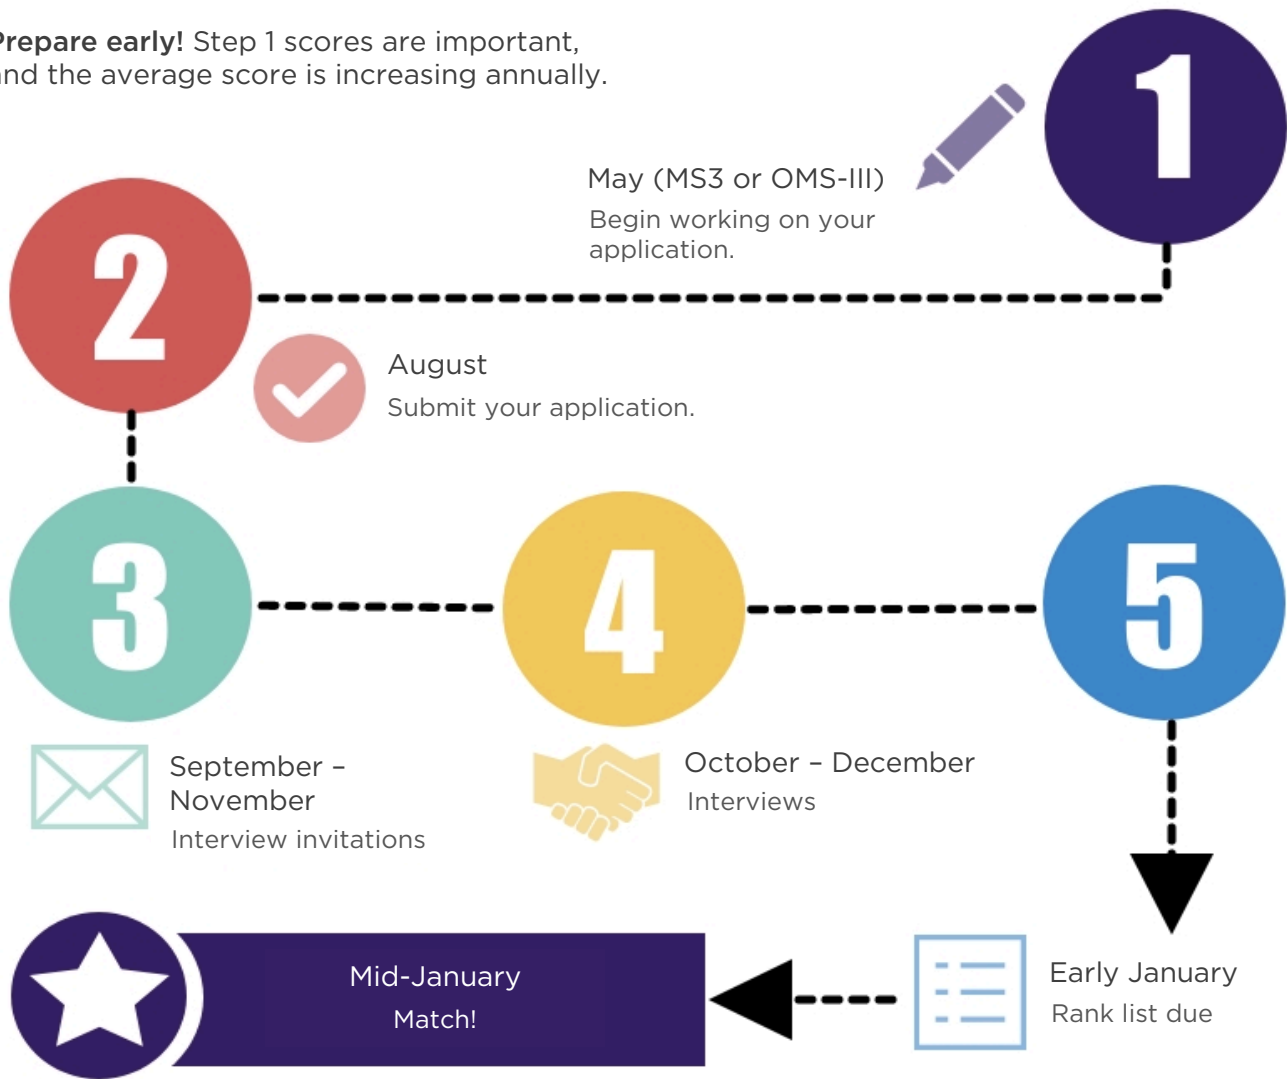 Prepare early! Step 1 scores are important,
and the average score is increasing annually.
1
May (MS3 or OMS-III)
Begin working on your
application.
2
August
Submit your application.
3
September –
November
Interview invitations
4
October – December
Interviews
5
Early January
Rank list due
Mid-January
Match!